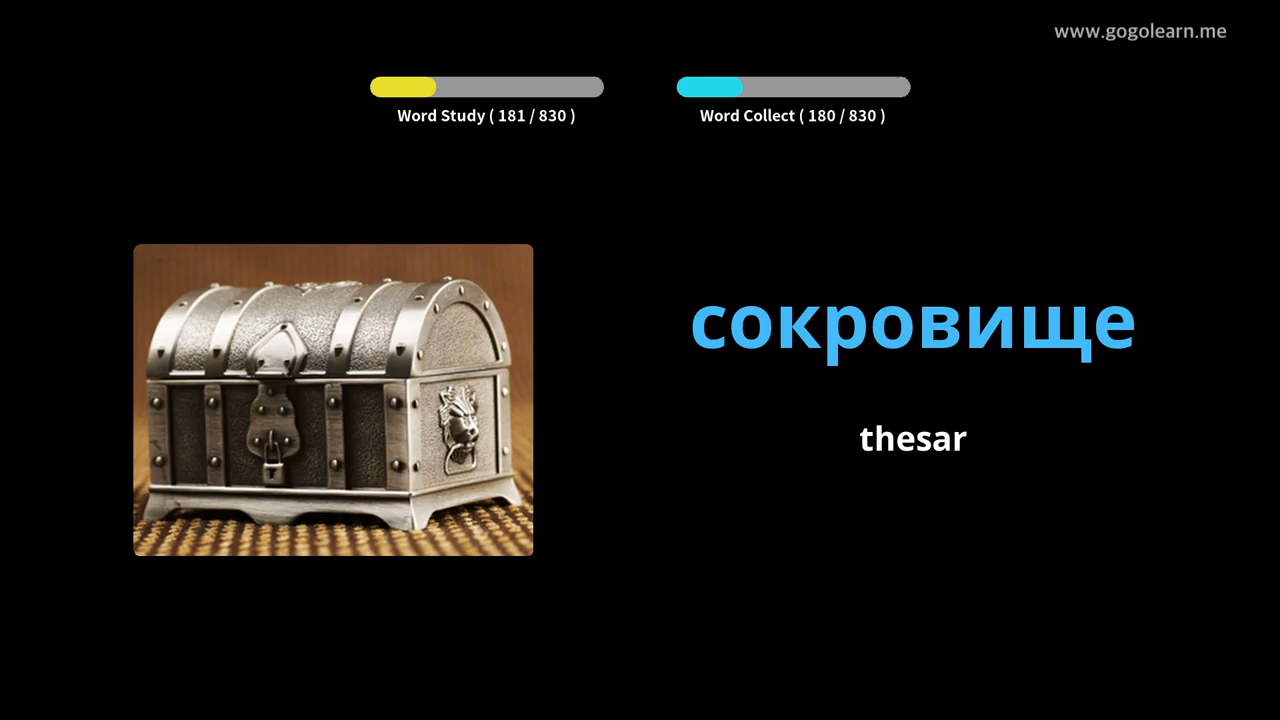 www.gogolearn.me
Word Study ( 181 / 830 )
Word Collect ( 180 / 830 )
сокровище
thesar